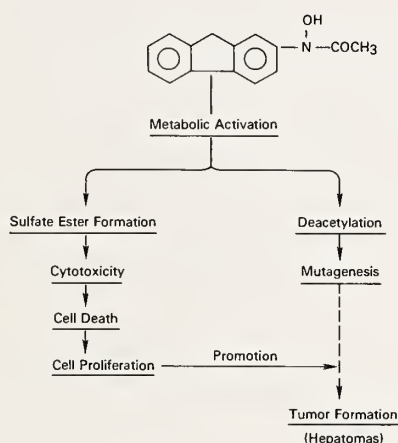 OH
N — COCH3
Metabolic Activation
Sulfate Ester Formation
Deacetylation
Cytotoxicity
Mutagenesis
Cell Death
Cell Proliferation
Promotion
Tumor Formation
(Hepatomas)